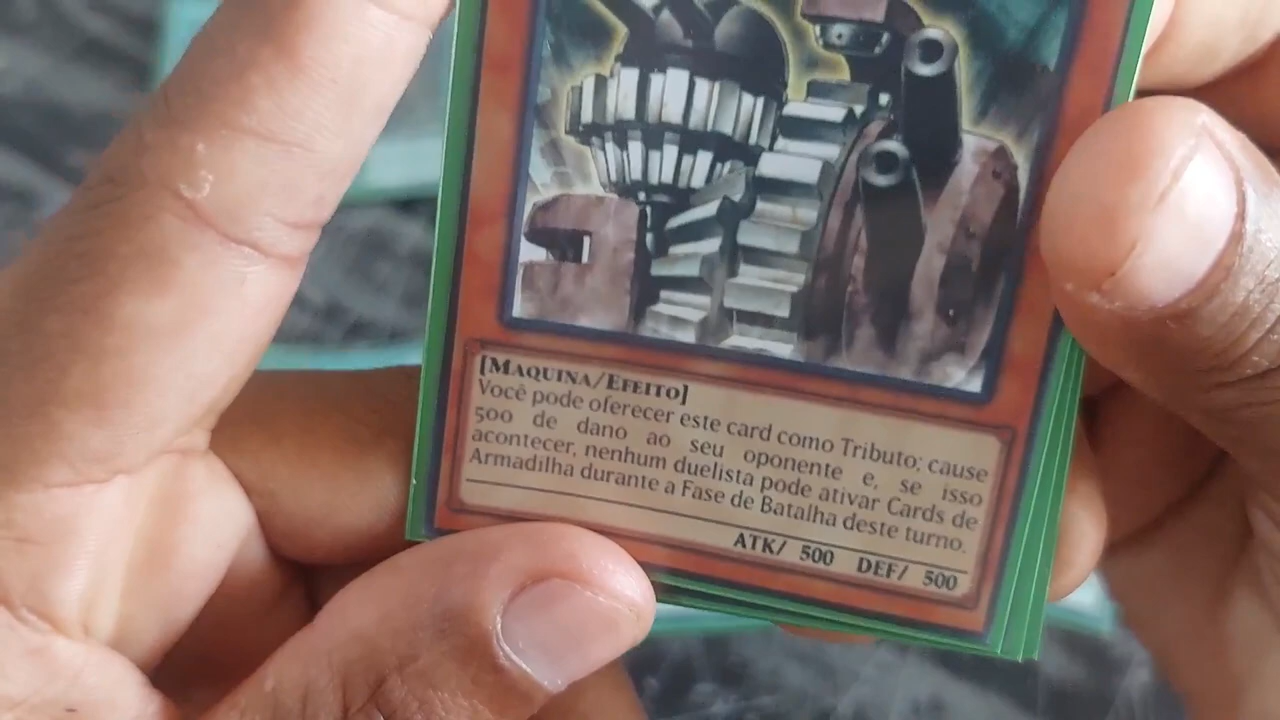 [MAQUINA/EFEITO]
Você pode oferecer este card como Tributo; cause
500 de dano ao seu oponente e, se isso
acontecer, nenhum duelista pode ativar Cards de
Armadilha durante a Fase de Batalha deste turno.
ATK/ 500 DEF/ 500